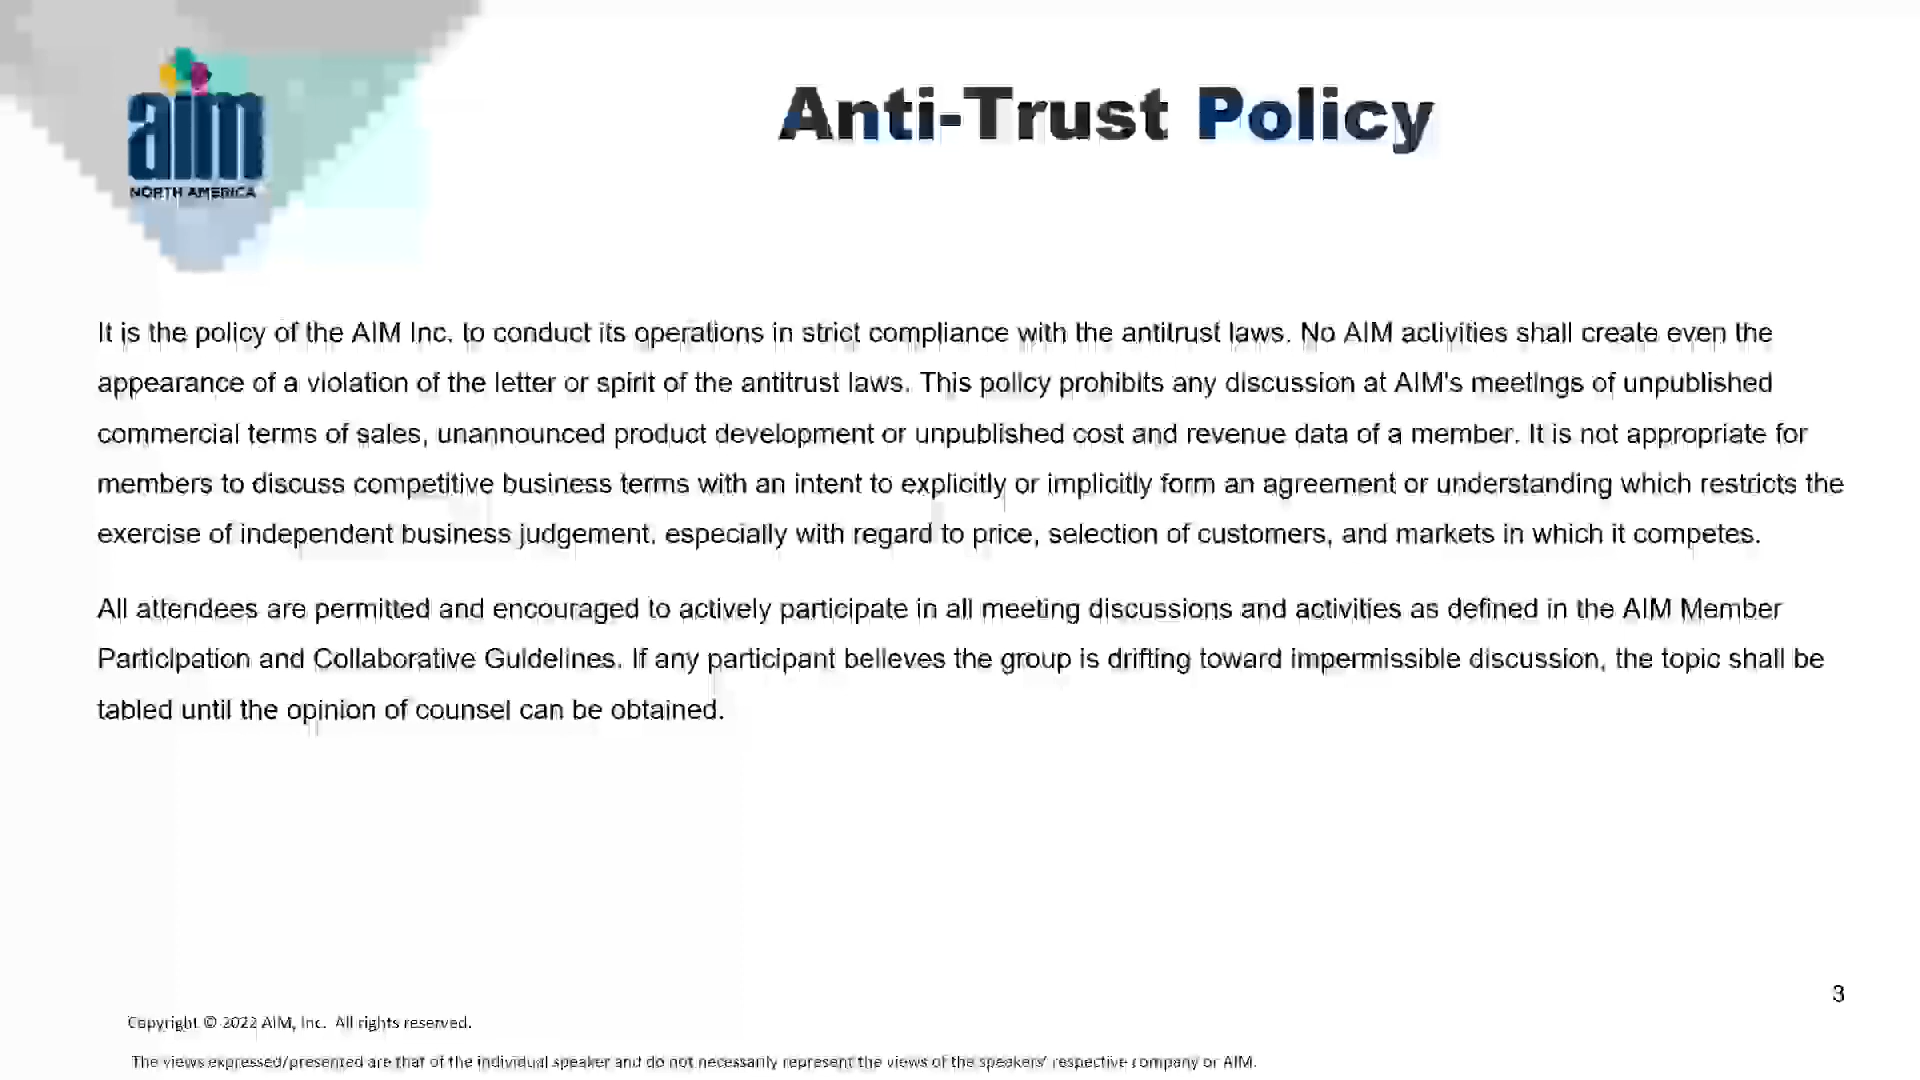 aim
NORTH AMERICA
Anti-Trust Policy
It is the policy of the AIM Inc. to conduct its operations in strict compliance with the antitrust laws. No AIM activities shall create even the
appearance of a violation of the letter or spirit of the antitrust laws. This policy prohibits any discussion at AIM's meetings of unpublished
commercial terms of sales, unannounced product development or unpublished cost and revenue data of a member. It is not appropriate for
members to discuss competitive business terms with an intent to explicitly or implicitly form an agreement or understanding which restricts the
exercise of independent business judgement, especially with regard to price, selection of customers, and markets in which it competes.
All attendees are permitted and encouraged to actively participate in all meeting discussions and activities as defined in the AIM Member
Participation and Collaborative Guidelines. If any participant believes the group is drifting toward impermissible discussion, the topic shall be
tabled until the opinion of counsel can be obtained.
3
Copyright © 2022 AIM, Inc. All rights reserved.
The views expressed/presented are that of the individual speaker and do not necessarily represent the views of the speakers' respective company or AIM.